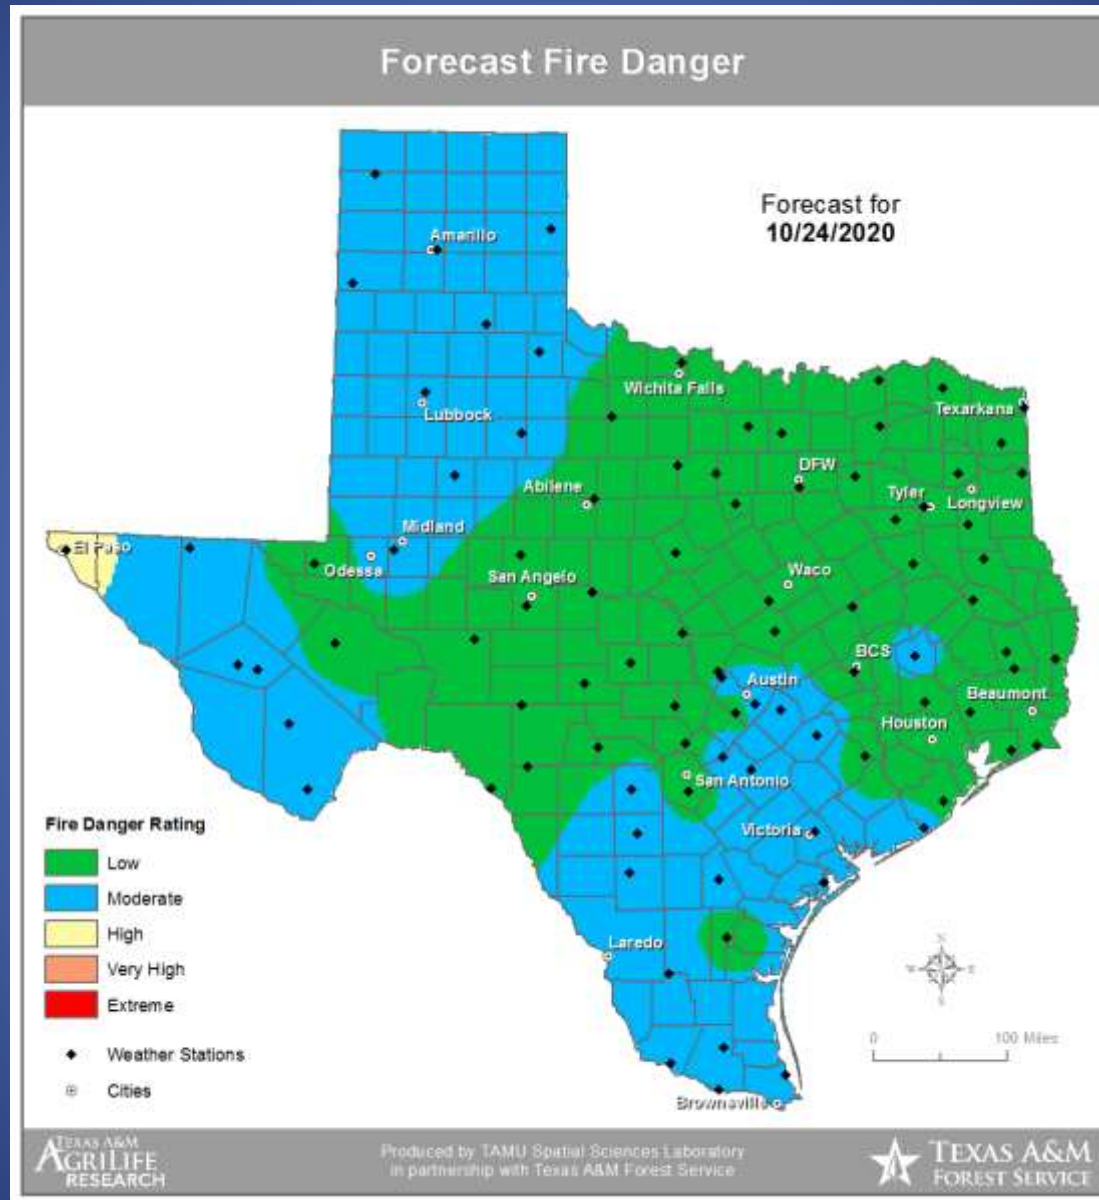 Forecast Fire Danger
Forecast for
10/24/2020
Amarillo
Wichita Falls
Lubbock
Texarkana
DFW
Abilene
Tyler
Longview
Midland
El Paso
Odessa
San Angelo
Waco
BCS
Austin
Beaumont
Houston
San Antonio
Victoria
Laredo
Brownsville
Fire Danger Rating
Low
Moderate
High
Very High
Extreme
Weather Stations
Cities
N
W
E
S
0 100 Miles
TEXAS A&M
AGRILIFE
RESEARCH
Produced by TAMU Spatial Sciences Laboratory
in partnership with Texas A&M Forest Service
TEXAS A&M
FOREST SERVICE